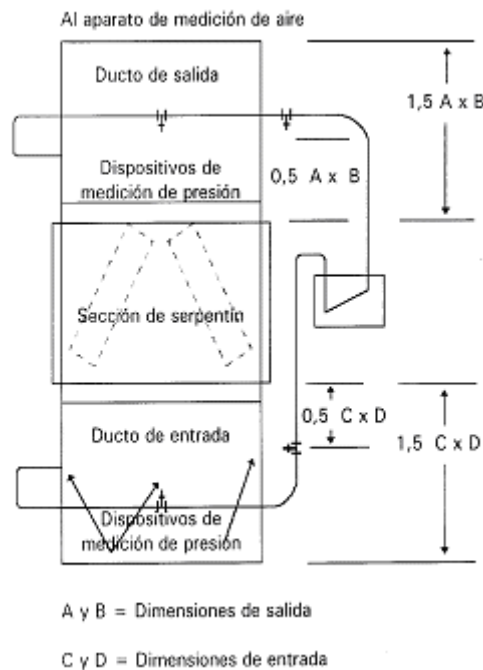 Al aparato de medición de aire
Ducto de salida
1,5 A x B
Dispositivos de
medición de presión
0,5 A x B
Sección de serpentín
0,5 C x D
Ducto de entrada
1,5 C x D
Dispositivos de
medición de presión
A y B = Dimensiones de salida
C y D = Dimensiones de entrada